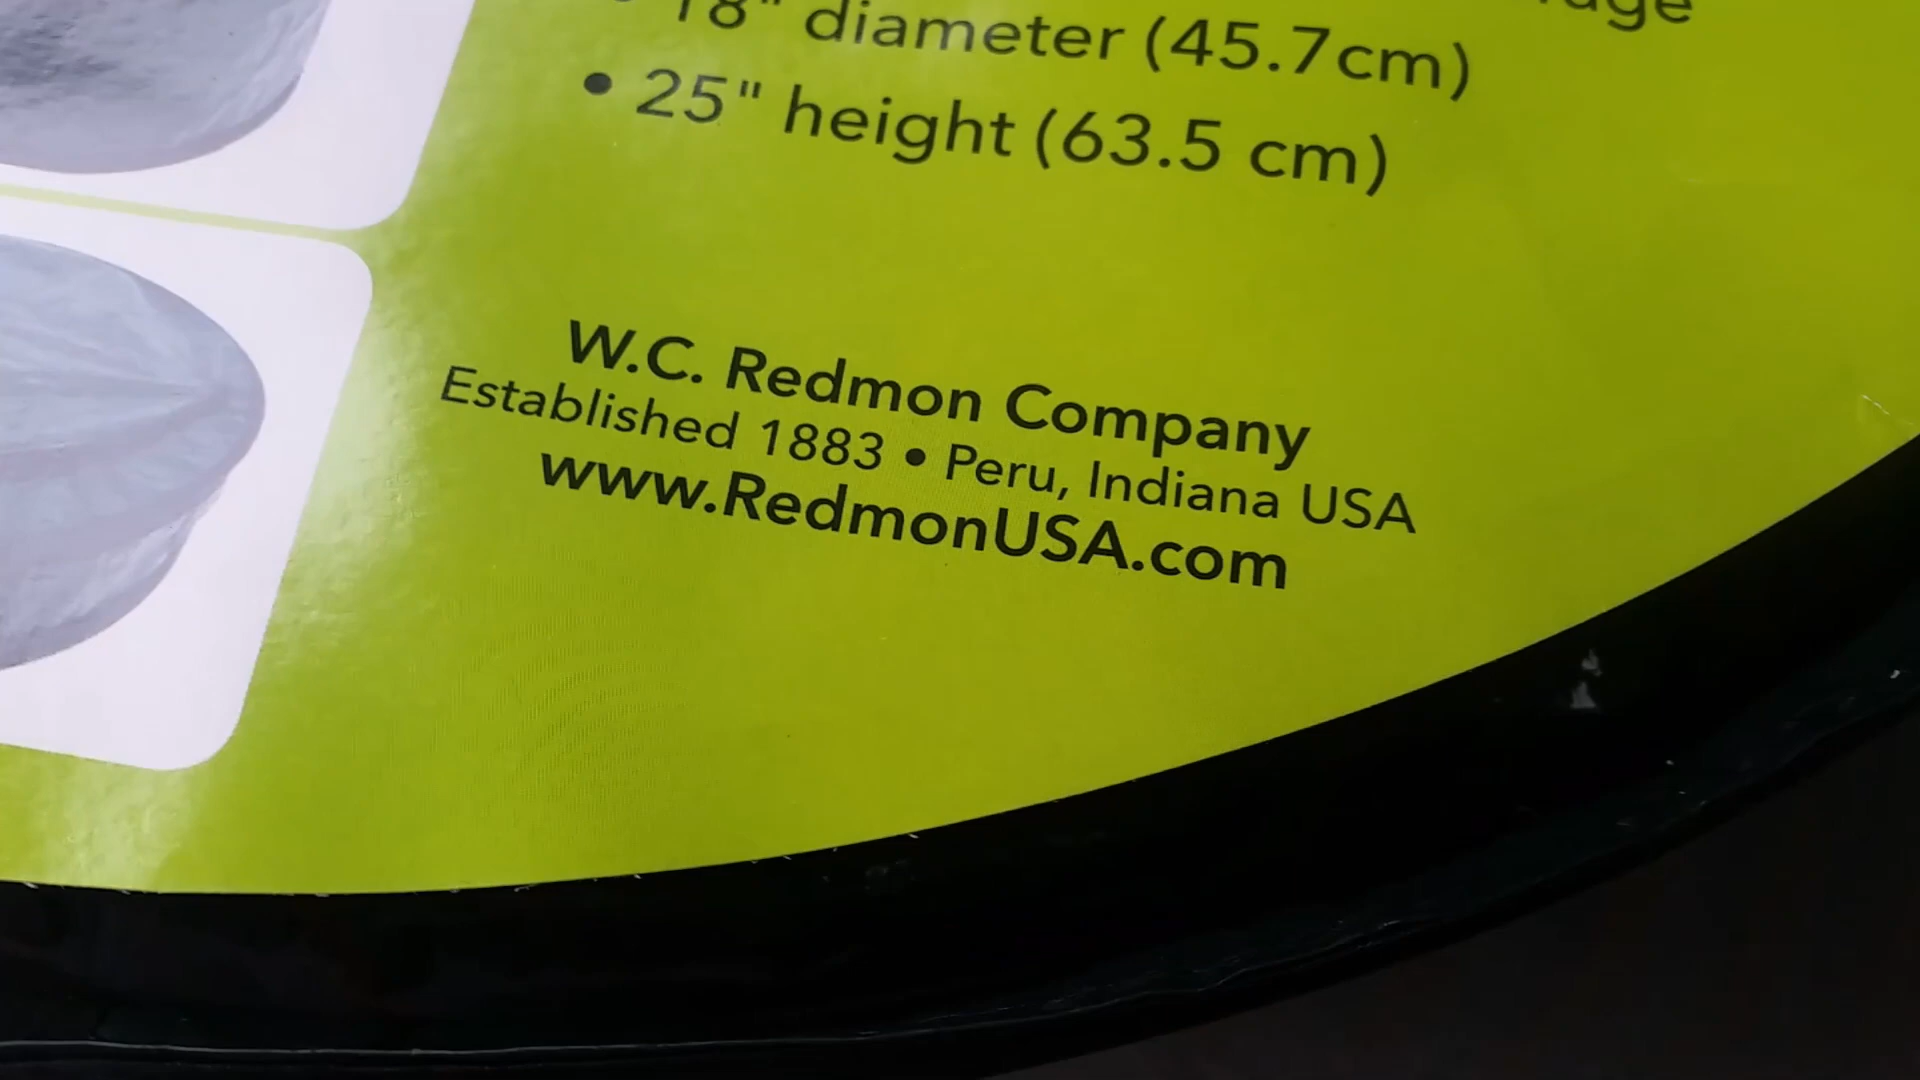 18" diameter (45.7cm)
• 25" height (63.5 cm)
W.C. Redmon Company
Established 1883 • Peru, Indiana USA
www.RedmonUSA.com